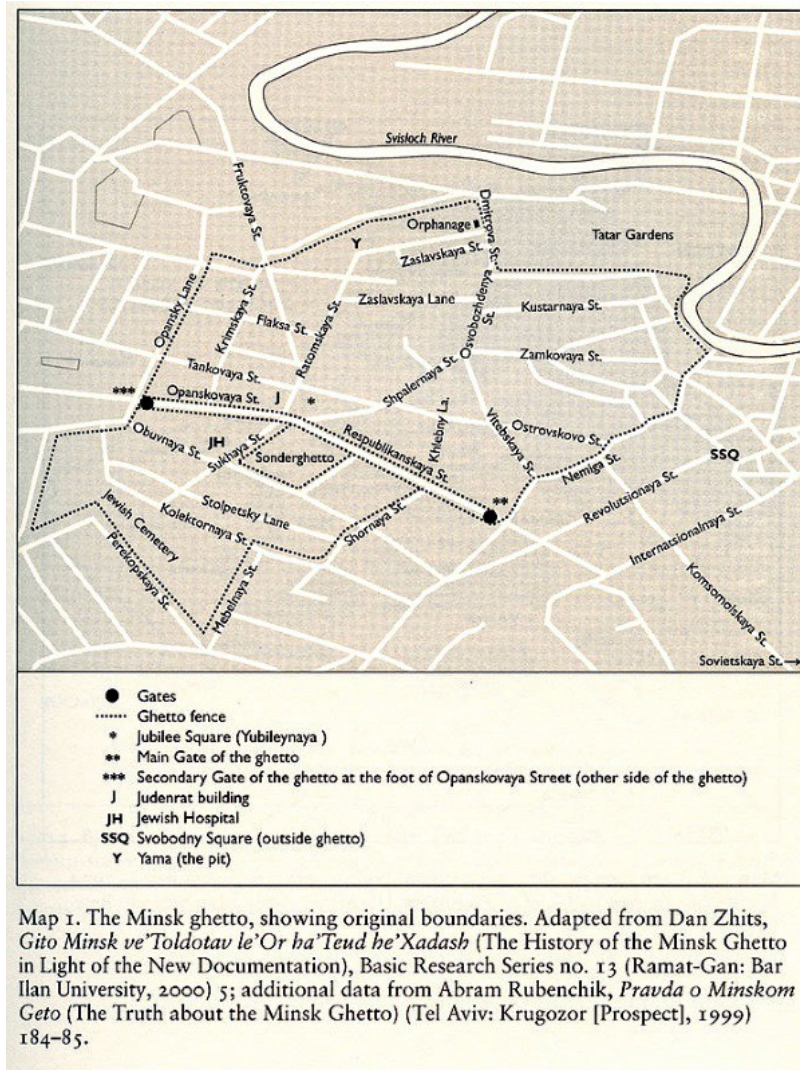 Svisloch River
Fruktovaya St.
Dmitrova St.
Orphanage
Tatar Gardens
Y
Zaslavskaya St.
Opansky Lane
Krimskaya St.
Zaslavskaya Lane
Osvobozhdenya St.
Kustarnaya St.
Flaksa St.
Ratomskaya St.
Zamkovaya St.
Tankovaya St.
Shpalernaya St.
***
Opanskovaya St.
J
*
Khlebny La.
Vitebskaya St.
Ostrovskovo St.
Obuvnaya St.
JH
Sukhaya St.
Respublikanskaya St.
Sonderghetto
SSQ
Nemiga St.
Revolutsionaya St.
**
Stolpetsky Lane
Jewish Cemetery
Kolektornaya St.
Shornaya St.
Internatsionalnaya St.
Perekopskaya St.
Mebelnaya St.
Komsomolskaya St.
Sovietskaya St.→
Gates
Ghetto fence
* Jubilee Square (Yubileynaya )
** Main Gate of the ghetto
*** Secondary Gate of the ghetto at the foot of Opanskovaya Street (other side of the ghetto)
J Judenrat building
JH Jewish Hospital
SSQ Svobodny Square (outside ghetto)
Y Yama (the pit)
Map 1. The Minsk ghetto, showing original boundaries. Adapted from Dan Zhits,
Gito Minsk ve'Toldotav le'Or ha'Teud he'Xadash (The History of the Minsk Ghetto
in Light of the New Documentation), Basic Research Series no. 13 (Ramat-Gan: Bar
Ilan University, 2000) 5; additional data from Abram Rubenchik, Pravda o Minskom
Geto (The Truth about the Minsk Ghetto) (Tel Aviv: Krugozor [Prospect], 1999)
184–85.